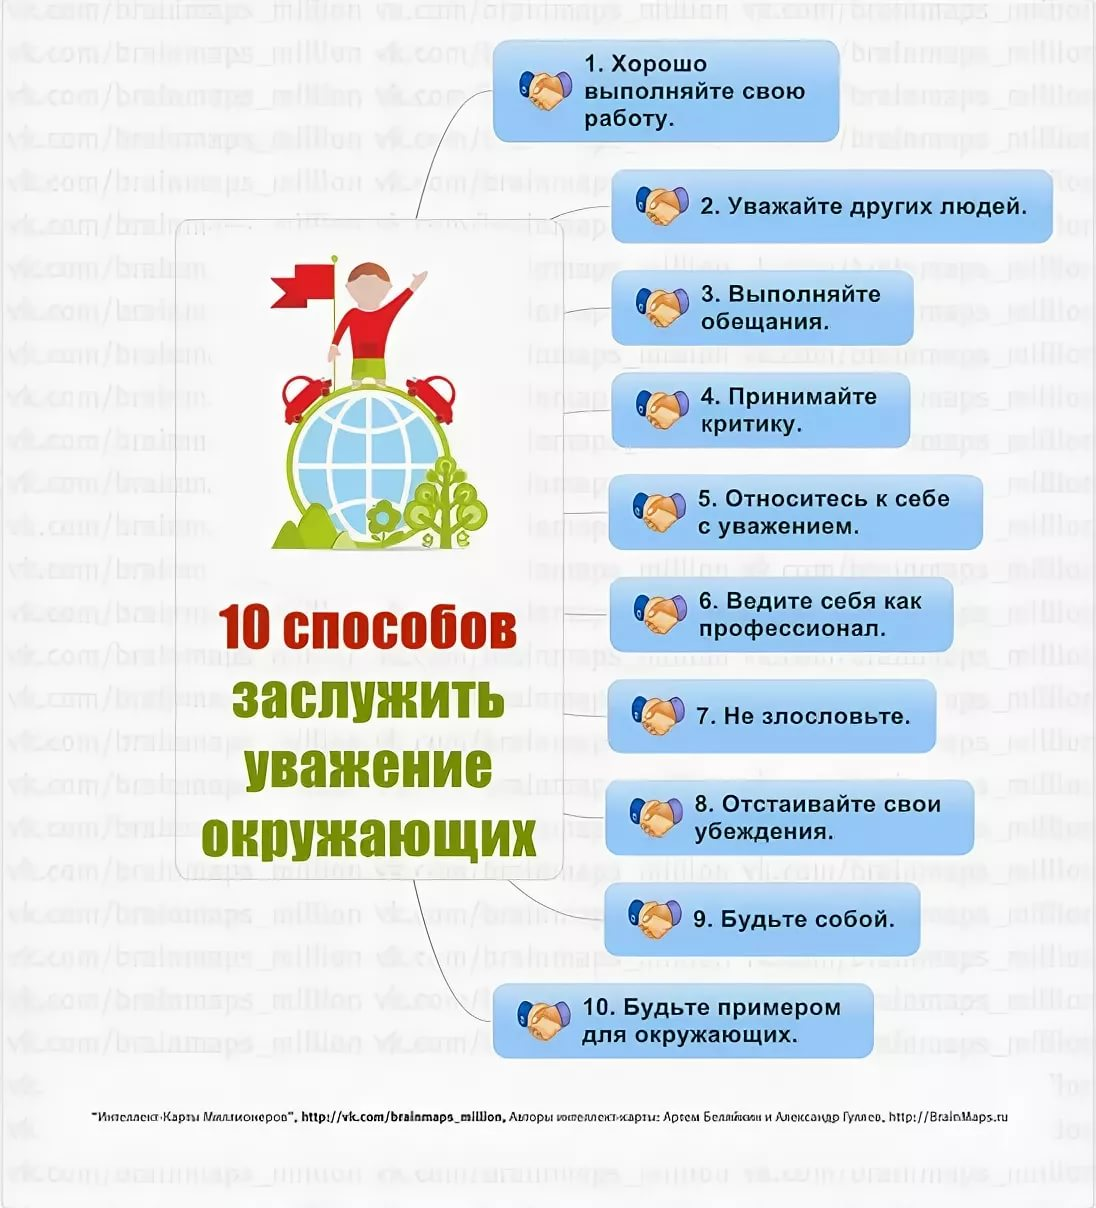 1. Хорошо
выполняйте свою
работу.
2. Уважайте других людей.
3. Выполняйте
обещания.
4. Принимайте
критику.
5. Относитесь к себе
с уважением.
6. Ведите себя как
профессионал.
7. Не злословьте.
8. Отстаивайте свои
убеждения.
9. Будьте собой.
10. Будьте примером
для окружающих.
10 способов
заслужить
уважение
окружающих
"Интеллект-Карты Миллионеров", http://vk.com/brainmaps_million, Авторы интеллект-карты: Артем и Александр http://BrainMaps.ru